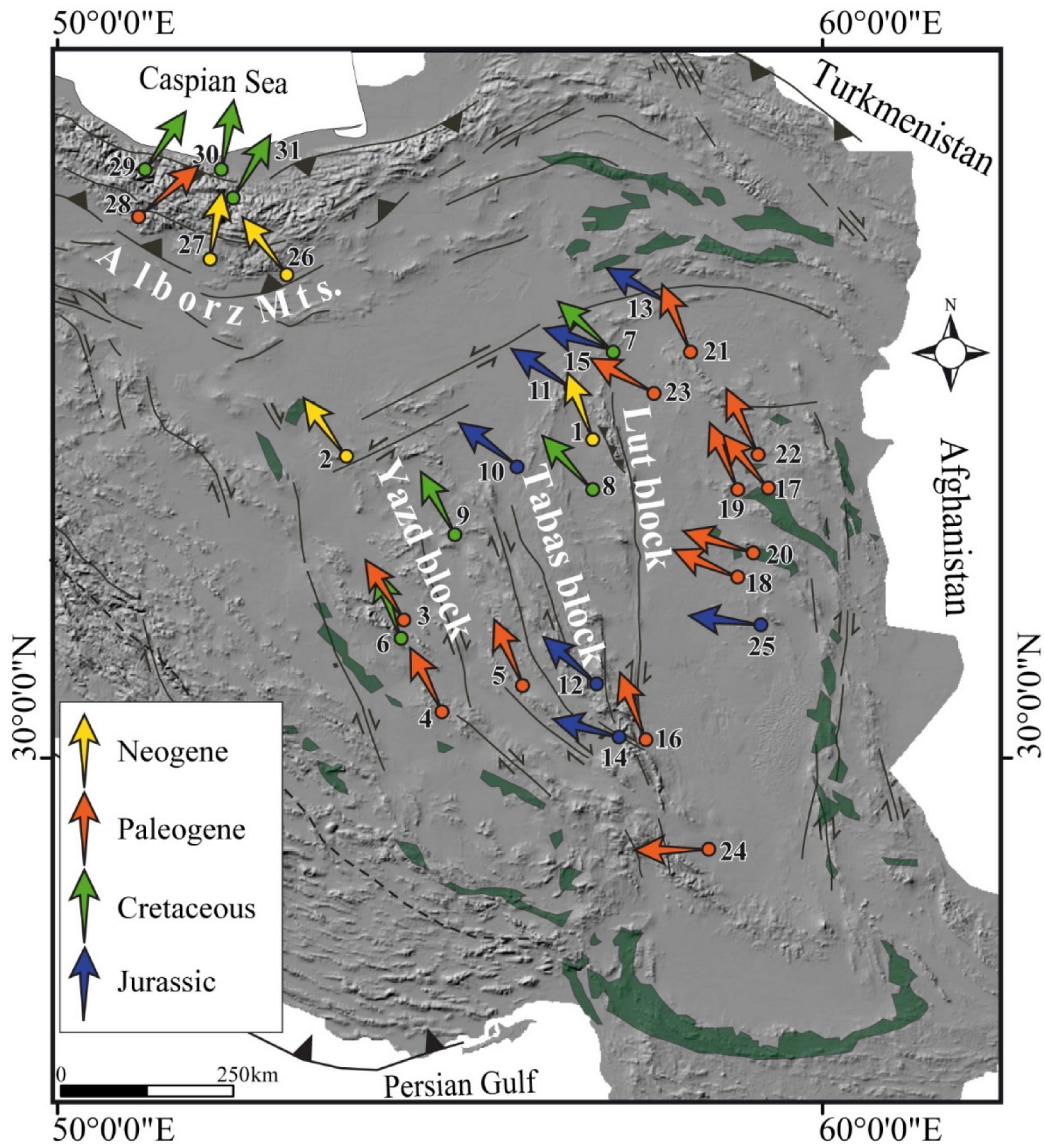 50°0'0"E
60°0'0"E
Caspian Sea
Turkmenistan
29
30
31
28
27
26
Alborz Mts.
N
13
7
15
21
11
23
1
2
10
8
22
19
17
Lut block
Tabas block
Yazd block
Afghanistan
9
20
18
3
6
25
5
12
4
14
16
30°0'0"N
30°0'0"N
24
Neogene
Paleogene
Cretaceous
Jurassic
0
250km
Persian Gulf
50°0'0"E
60°0'0"E